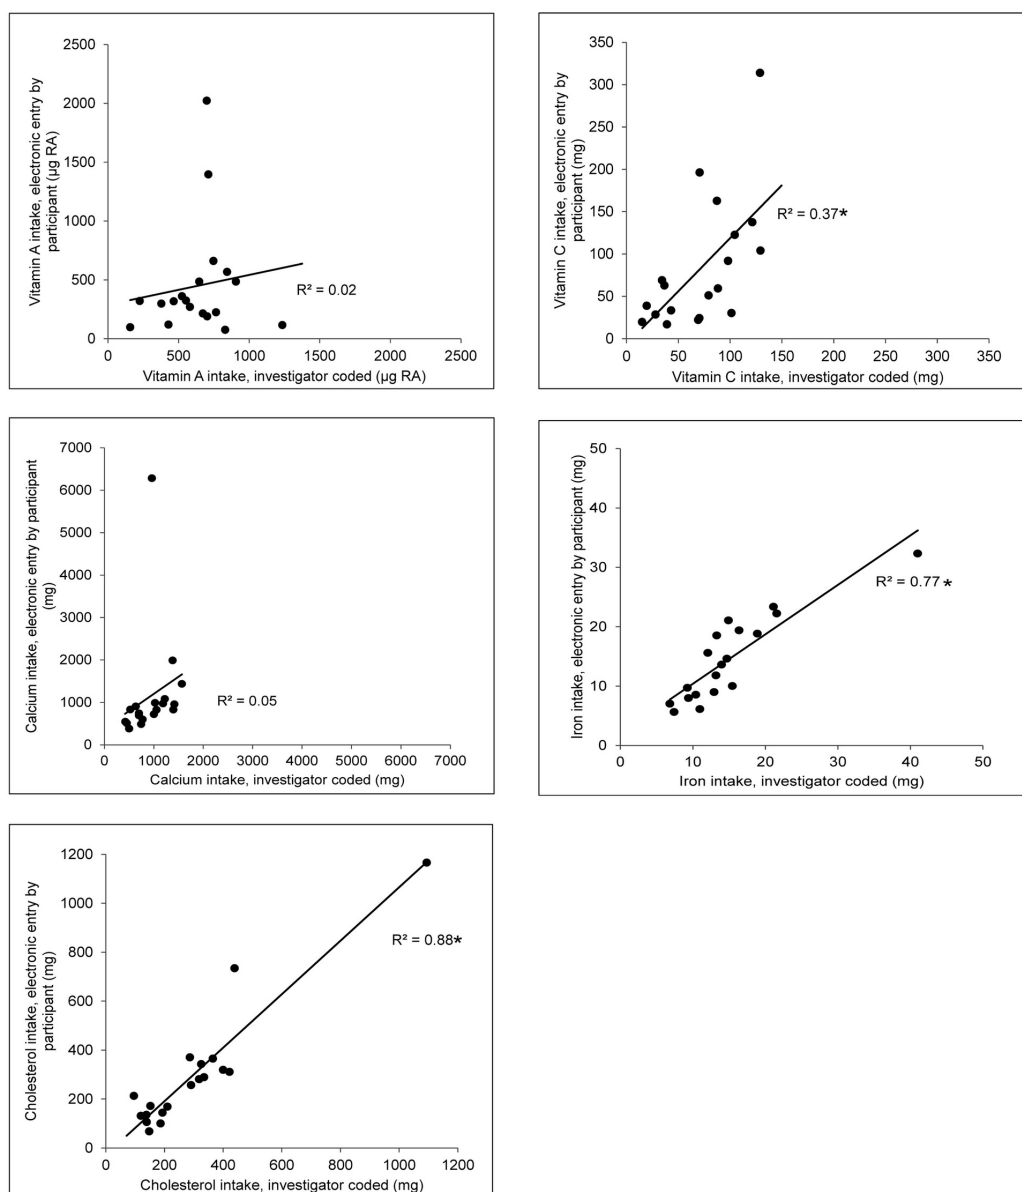 Vitamin A intake, electronic entry by
participant (µg RA)
2500
2000
1500
1000
500
0
R² = 0.02
0 500 1000 1500 2000 2500
Vitamin A intake, investigator coded (µg RA)
Vitamin C intake, electronic entry by
participant (mg)
350
300
250
200
150
100
50
0
R² = 0.37*
0 50 100 150 200 250 300 350
Vitamin C intake, investigator coded (mg)
Calcium intake, electronic entry by participant
(mg)
7000
6000
5000
4000
3000
2000
1000
0
R² = 0.05
0 1000 2000 3000 4000 5000 6000 7000
Calcium intake, investigator coded (mg)
Iron intake, electronic entry by participant (mg)
50
40
30
20
10
0
R² = 0.77*
0 10 20 30 40 50
Iron intake, investigator coded (mg)
Cholesterol intake, electronic entry by
participant (mg)
1200
1000
800
600
400
200
0
R² = 0.88*
0 200 400 600 800 1000 1200
Cholesterol intake, investigator coded (mg)